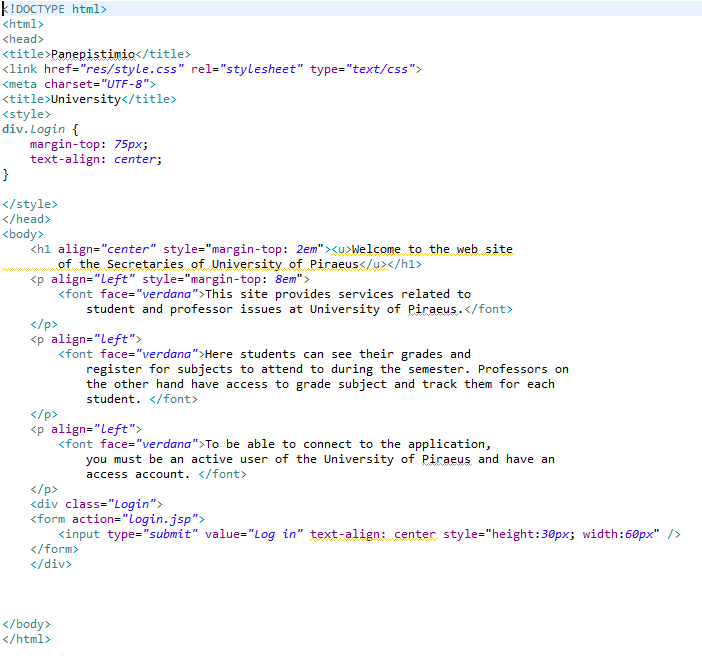 <!DOCTYPE html>
<html>
<head>
<title>Panepistimio</title>
<link href="res/style.css" rel="stylesheet" type="text/css">
<meta charset="UTF-8">
<title>University</title>
<style>
div.Login {
    margin-top: 75px;
    text-align: center;
}

</style>
</head>
<body>
    <h1 align="center" style="margin-top: 2em"><u>Welcome to the web site
        of the Secretaries of University of Piraeus</u></h1>
    <p align="left" style="margin-top: 8em">
        <font face="verdana">This site provides services related to
            student and professor issues at University of Piraeus.</font>
    </p>
    <p align="left">
        <font face="verdana">Here students can see their grades and
            register for subjects to attend to during the semester. Professors on
            the other hand have access to grade subject and track them for each
            student. </font>
    </p>
    <p align="left">
        <font face="verdana">To be able to connect to the application,
            you must be an active user of the University of Piraeus and have an
            access account. </font>
    </p>
    <div class="Login">
    <form action="login.jsp">
        <input type="submit" value="Log in" text-align: center style="height:30px; width:60px" />
    </form>
    </div>



</body>
</html>